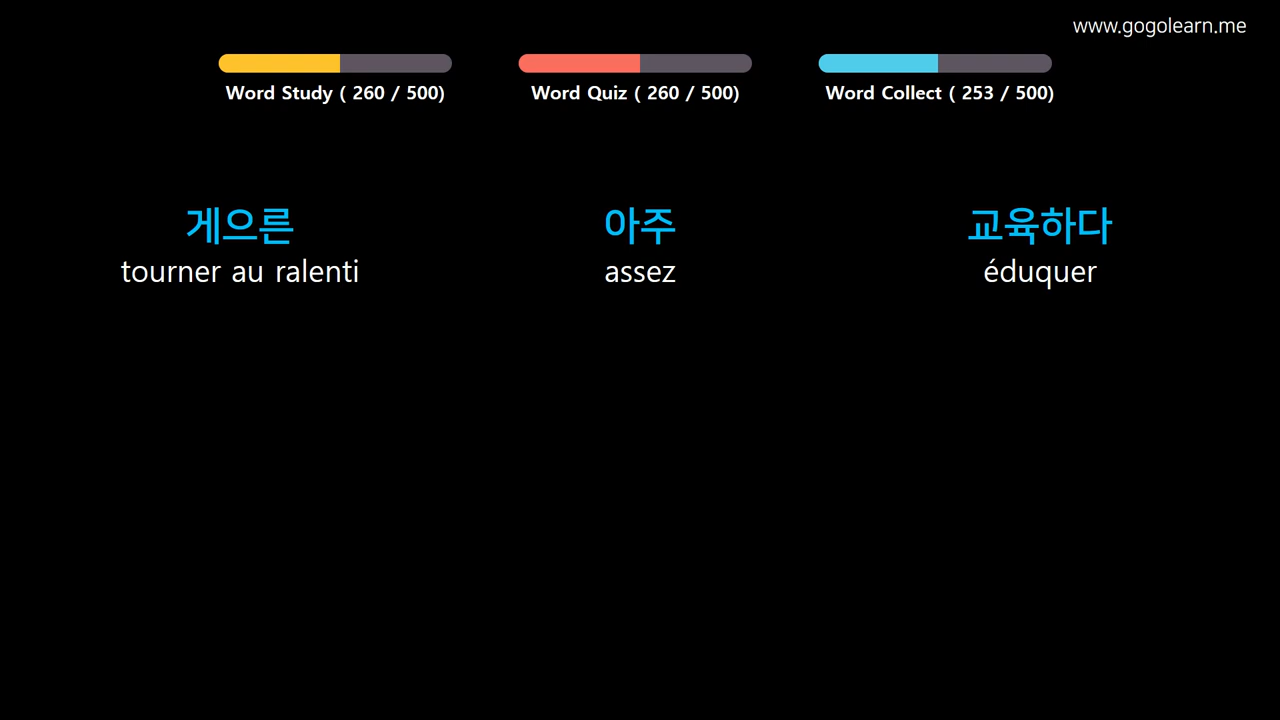 www.gogolearn.me
Word Study ( 260 / 500)
Word Quiz ( 260 / 500)
Word Collect ( 253 / 500)
게으른
tourner au ralenti
아주
assez
교육하다
éduquer